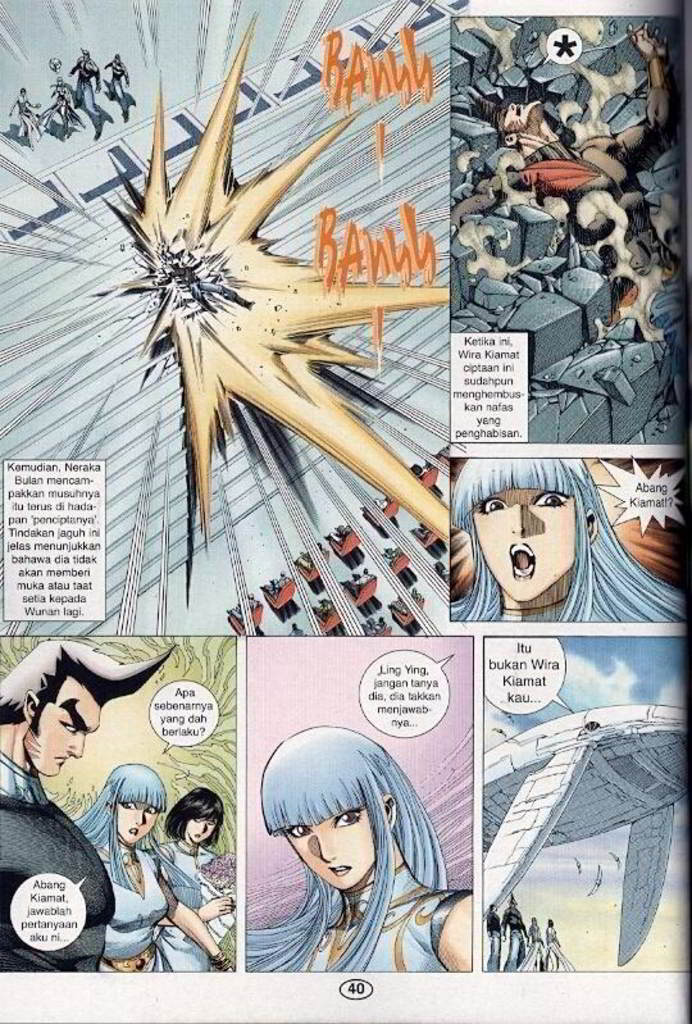 BAngg
!
BAngg
!
*
Ketika ini,
Wira Kiamat
ciptaan ini
sudahpun
menghembus-
kan nafas
yang
penghabisan.
Kemudian, Neraka
Bulan mencam-
pakkan musuhnya
itu terus di hada-
pan 'penciptanya'.
Tindakan jaguh ini
jelas menunjukkan
bahawa dia tidak
akan memberi
muka atau taat
setia kepada
Wunan lagi.
Abang
Kiamat!?
Apa
sebenarnya
yang dah
berlaku?
Abang
Kiamat,
jawablah
pertanyaan
aku ni...
Ling Ying,
jangan tanya
dia, dia takkan
menjawab-
nya...
Itu
bukan Wira
Kiamat
kau...
40